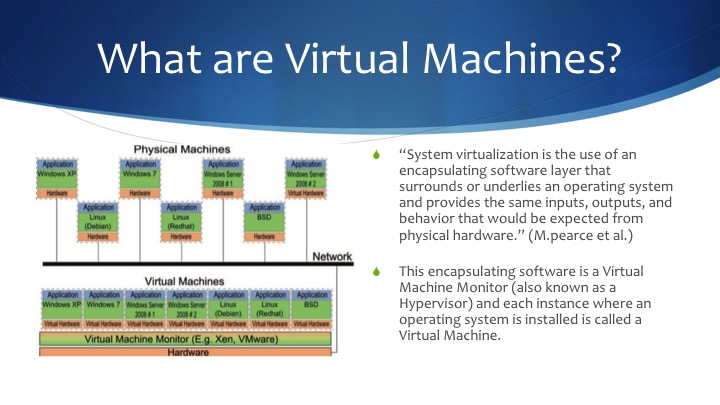 What are Virtual Machines?
Physical Machines
Application
Windows XP
Hardware
Application
Windows 7
Hardware
Application
Windows Server
2008 # 1
Hardware
Application
Windows Server
2008 # 2
Virtual Hardware
Application
Linux
(Debian)
Hardware
Application
Linux
(Redhat)
Hardware
Application
BSD
Hardware
Network
Virtual Machines
Application
Windows XP
Virtual Hardware
Application
Windows 7
Virtual Hardware
Application
Windows Server
2008 # 1
Virtual Hardware
Application
Windows Server
2008 # 2
Virtual Hardware
Application
Linux
(Debian)
Virtual Hardware
Application
Linux
(Redhat)
Virtual Hardware
Application
BSD
Virtual Hardware
Virtual Machine Monitor (E.g. Xen, VMware)
Hardware
“System virtualization is the use of an
encapsulating software layer that
surrounds or underlies an operating system
and provides the same inputs, outputs, and
behavior that would be expected from
physical hardware.” (M.pearce et al.)
This encapsulating software is a Virtual
Machine Monitor (also known as a
Hypervisor) and each instance where an
operating system is installed is called a
Virtual Machine.